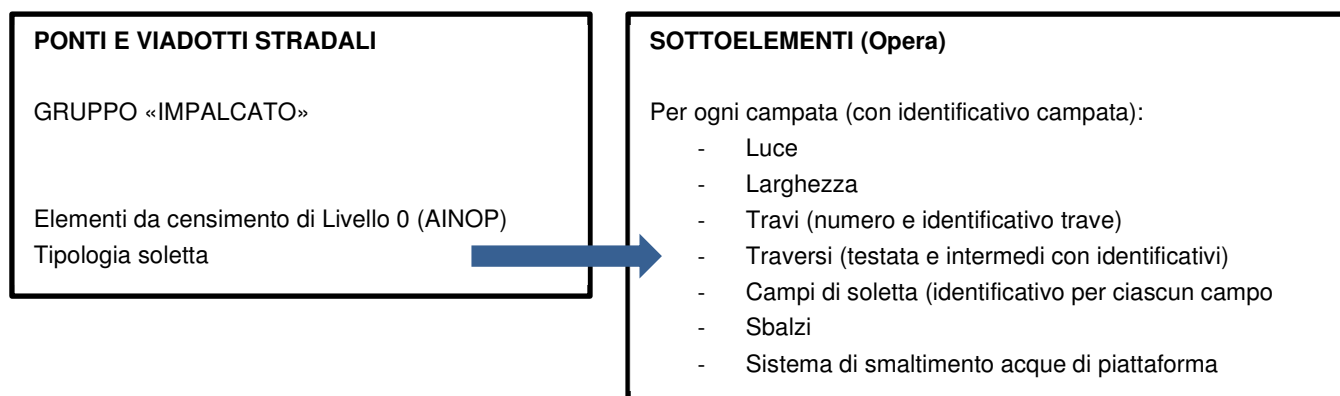 PONTI E VIADOTTI STRADALI
GRUPPO «IMPALCATO»
Elementi da censimento di Livello 0 (AINOP)
Tipologia soletta
SOTTOELEMENTI (Opera)
Per ogni campata (con identificativo campata):
- Luce
- Larghezza
- Travi (numero e identificativo trave)
- Traversi (testata e intermedi con identificativi)
- Campi di soletta (identificativo per ciascun campo
- Sbalzi
- Sistema di smaltimento acque di piattaforma